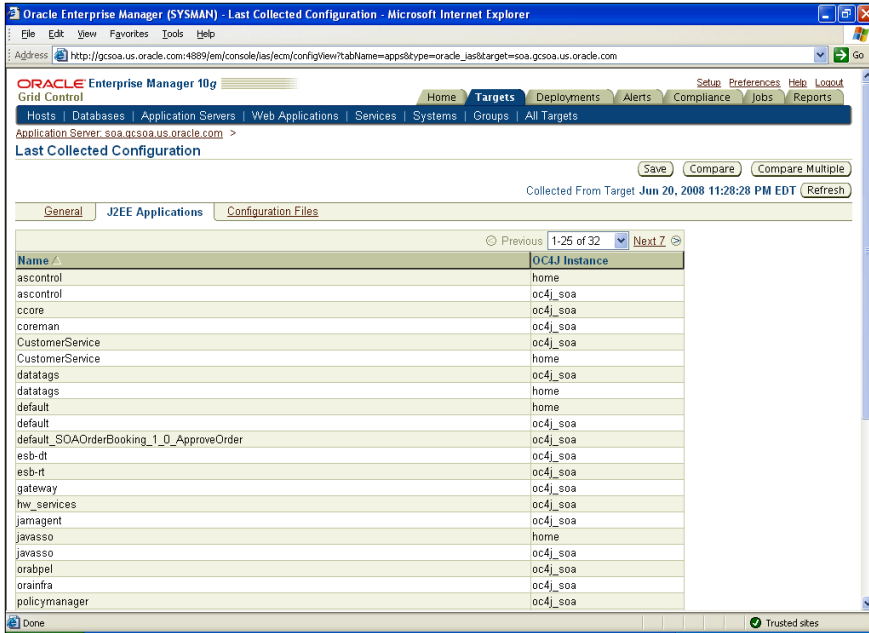 Oracle Enterprise Manager (SYSMAN) - Last Collected Configuration - Microsoft Internet Explorer
File Edit View Favorites Tools Help
Address http://gcsoa.us.oracle.com:4889/em/console/ias/ecm/configView?tabName=apps&type=oracle_ias&target=soa.gcsoa.us.oracle.com Go
ORACLE Enterprise Manager 10g
Grid Control
Setup Preferences Help Logout
Home Targets Deployments Alerts Compliance Jobs Reports
Hosts | Databases | Application Servers | Web Applications | Services | Systems | Groups | All Targets
Application Server: soa.gcsoa.us.oracle.com >
Last Collected Configuration
Save Compare Compare Multiple
Collected From Target Jun 20, 2008 11:28:28 PM EDT Refresh
General J2EE Applications Configuration Files
Previous 1-25 of 32 Next 7
Name OC4J Instance
ascontrol home
ascontrol oc4j_soa
ccore oc4j_soa
coreman oc4j_soa
CustomerService oc4j_soa
CustomerService home
datatags oc4j_soa
datatags home
default home
default oc4j_soa
default_SOAOrderBooking_1_0_ApproveOrder oc4j_soa
esb-dt oc4j_soa
esb-rt oc4j_soa
gateway oc4j_soa
hw_services oc4j_soa
jamagent oc4j_soa
javasso home
javasso oc4j_soa
orabpel oc4j_soa
orainfra oc4j_soa
policymanager oc4j_soa
Done Trusted sites